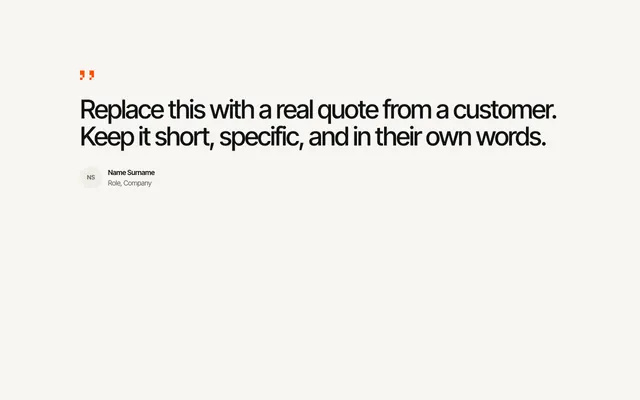 ”
Replace this with a real quote from a customer.
Keep it short, specific, and in their own words.
NS
Name Surname
Role, Company